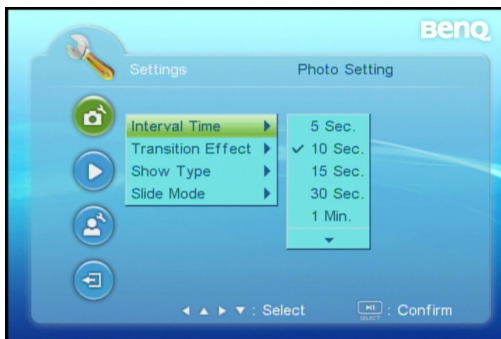 BenQ
Settings
Photo Setting
Interval Time
Transition Effect
Show Type
Slide Mode
5 Sec.
✓ 10 Sec.
15 Sec.
30 Sec.
1 Min.
◀ ▲ ▶ ▼ : Select
SELECT : Confirm